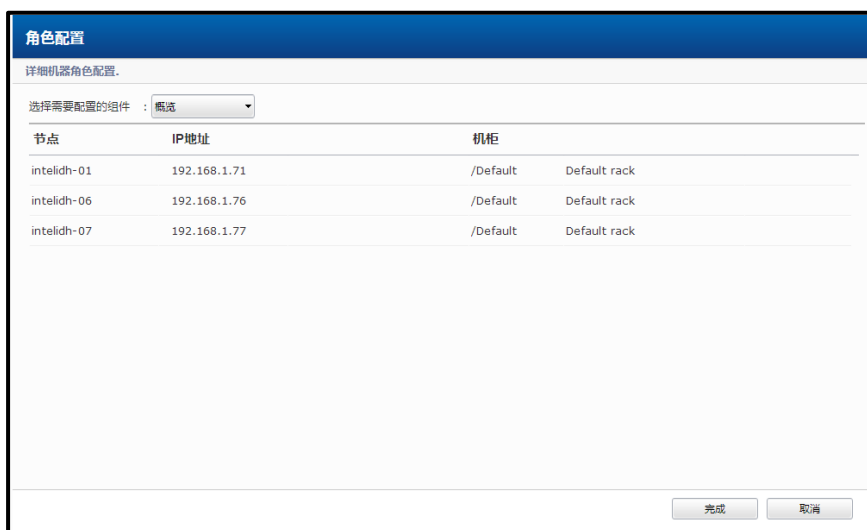 角色配置
详细机器角色配置.
选择需要配置的组件 : 概览
节点 IP地址 机柜
intelidh-01 192.168.1.71 /Default Default rack
intelidh-06 192.168.1.76 /Default Default rack
intelidh-07 192.168.1.77 /Default Default rack
完成 取消